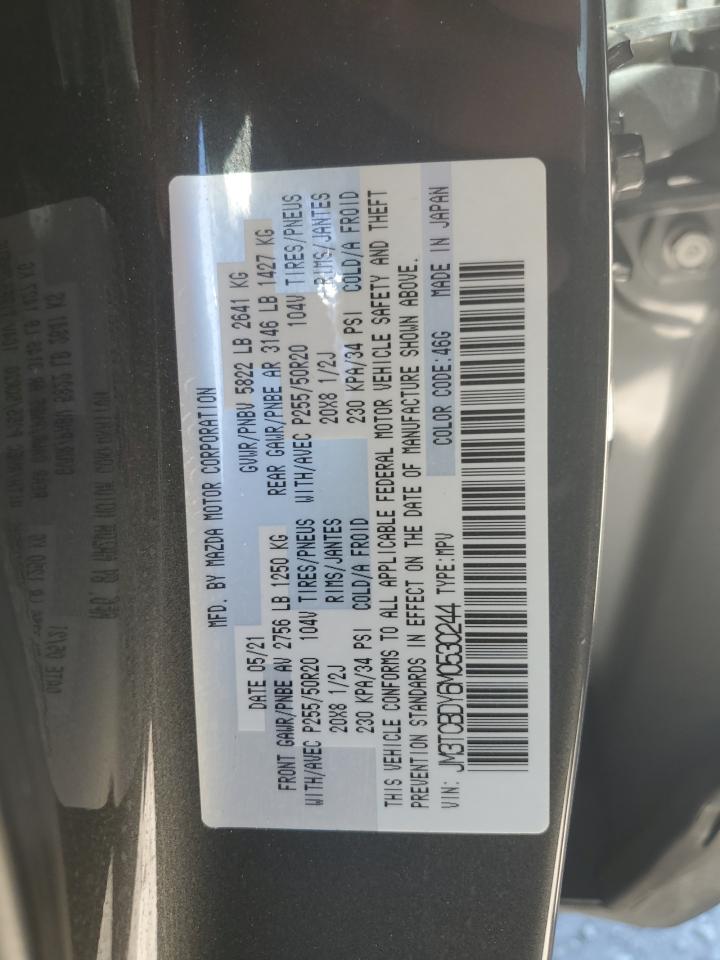 MFD. BY MAZDA MOTOR CORPORATION
DATE 05/21 GVWR/PNBV 5822 LB 2641 KG
FRONT GAWR/PNBE AV 2756 LB 1250 KG REAR GAWR/PNBE AR 3146 LB 1427 KG
WITH/AVEC P255/50R20 104V TIRES/PNEUS WITH/AVEC P255/50R20 104V TIRES/PNEUS
20X8 1/2J RIMS/JANTES 20X8 1/2J RIMS/JANTES
230 KPA/34 PSI COLD/A FROID 230 KPA/34 PSI COLD/A FROID
THIS VEHICLE CONFORMS TO ALL APPLICABLE FEDERAL MOTOR VEHICLE SAFETY AND THEFT
PREVENTION STANDARDS IN EFFECT ON THE DATE OF MANUFACTURE SHOWN ABOVE.
VIN: JM3TCBDY6M0530244 TYPE:MPV COLOR CODE:46G MADE IN JAPAN